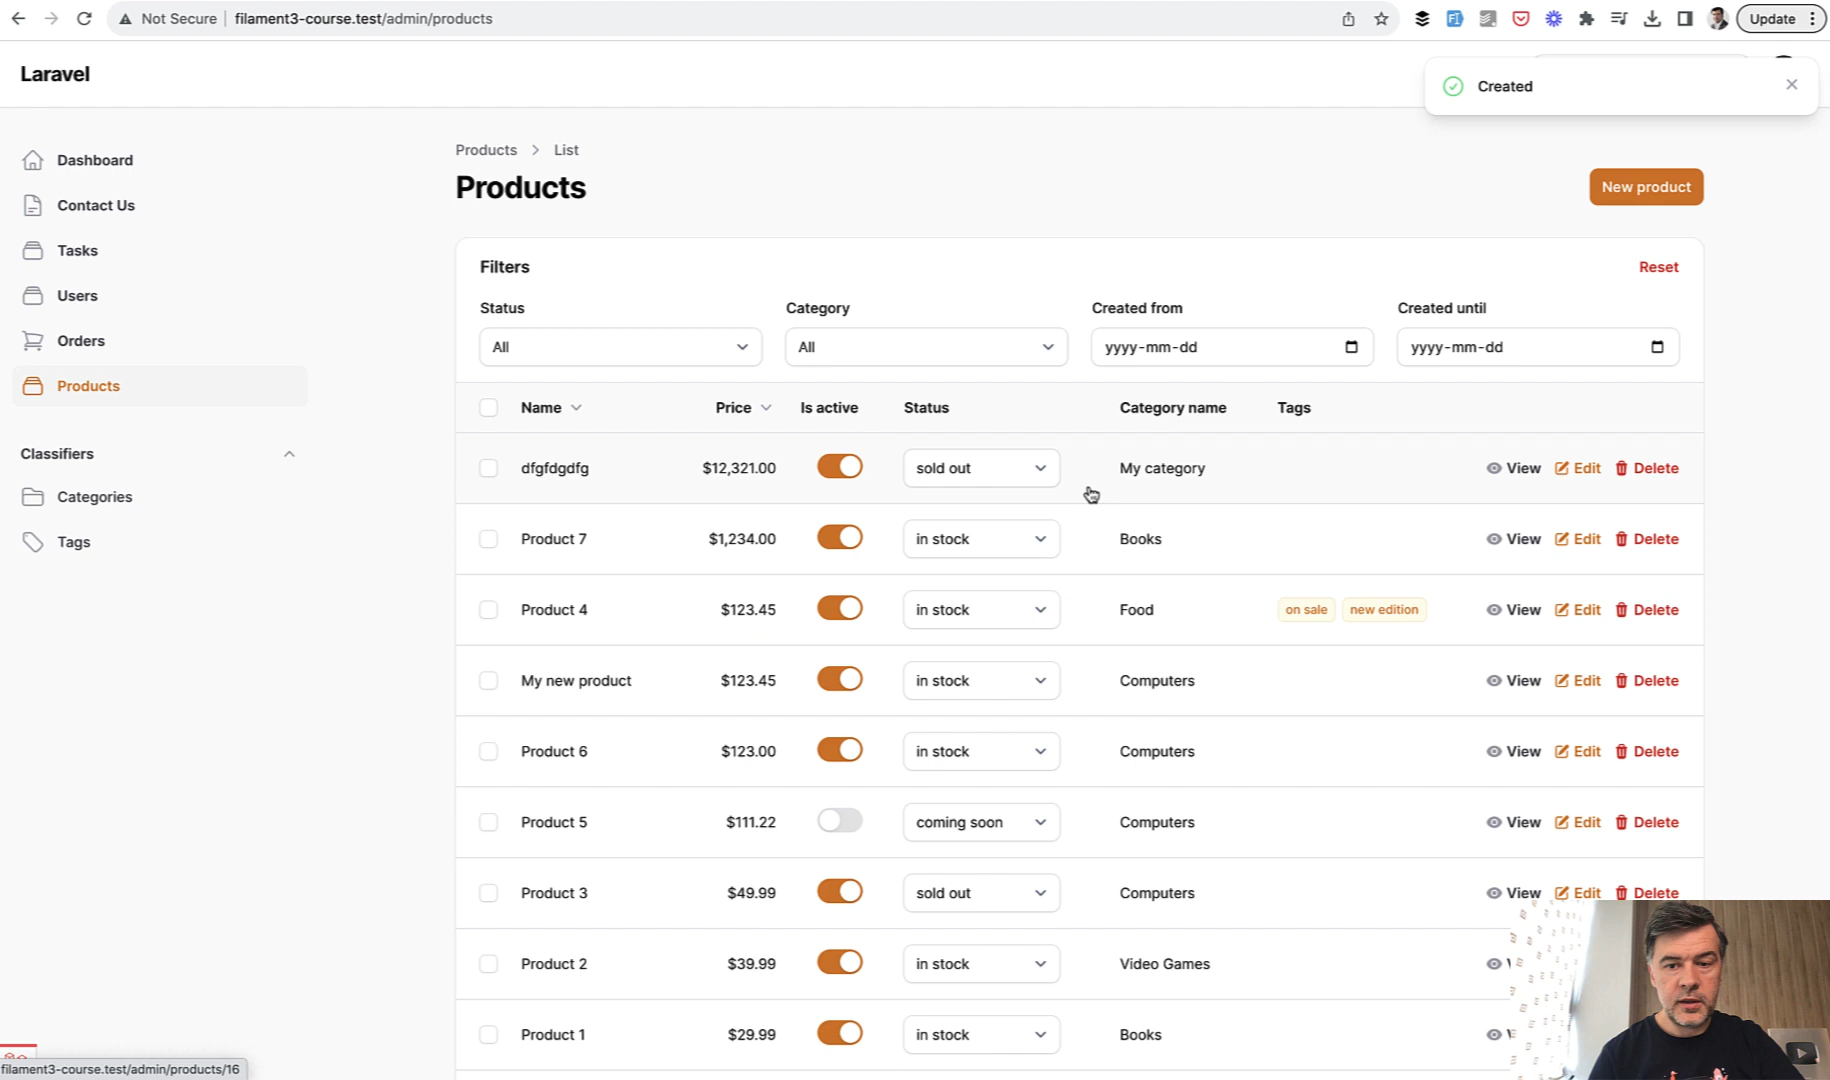 Not Secure | filament3-course.test/admin/products
Update
Laravel
Created
Dashboard
Contact Us
Tasks
Users
Orders
Products
Classifiers
Categories
Tags
Products > List
Products
New product
Filters
Reset
Status Category Created from Created until
All All yyyy-mm-dd yyyy-mm-dd
Name Price Is active Status Category name Tags
dfgfdgdfg $12,321.00 sold out My category View Edit Delete
Product 7 $1,234.00 in stock Books View Edit Delete
Product 4 $123.45 in stock Food on sale new edition View Edit Delete
My new product $123.45 in stock Computers View Edit Delete
Product 6 $123.00 in stock Computers View Edit Delete
Product 5 $111.22 coming soon Computers View Edit Delete
Product 3 $49.99 sold out Computers View Edit Delete
Product 2 $39.99 in stock Video Games
Product 1 $29.99 in stock Books
filament3-course.test/admin/products/16